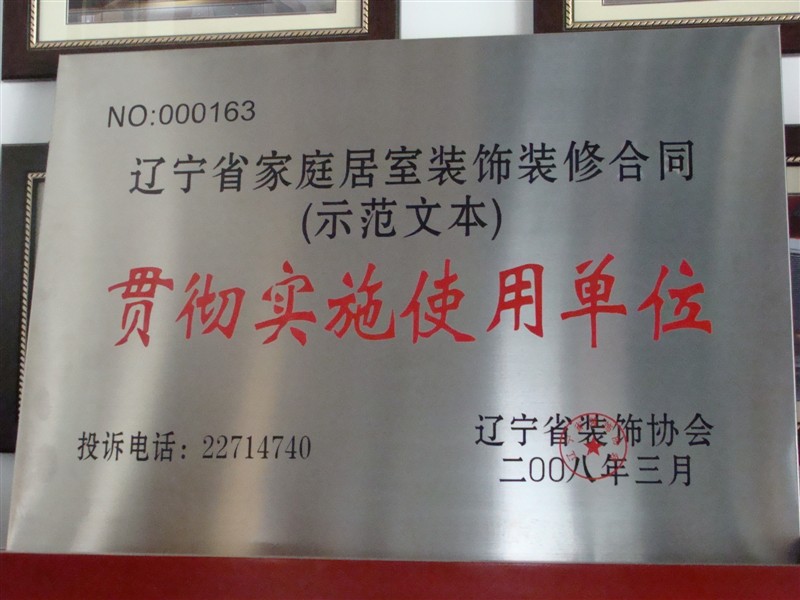 NO:000163
辽宁省家庭居室装饰装修合同
(示范文本)
贯彻实施使用单位
投诉电话：22714740
辽宁省装饰协会
二00八年三月